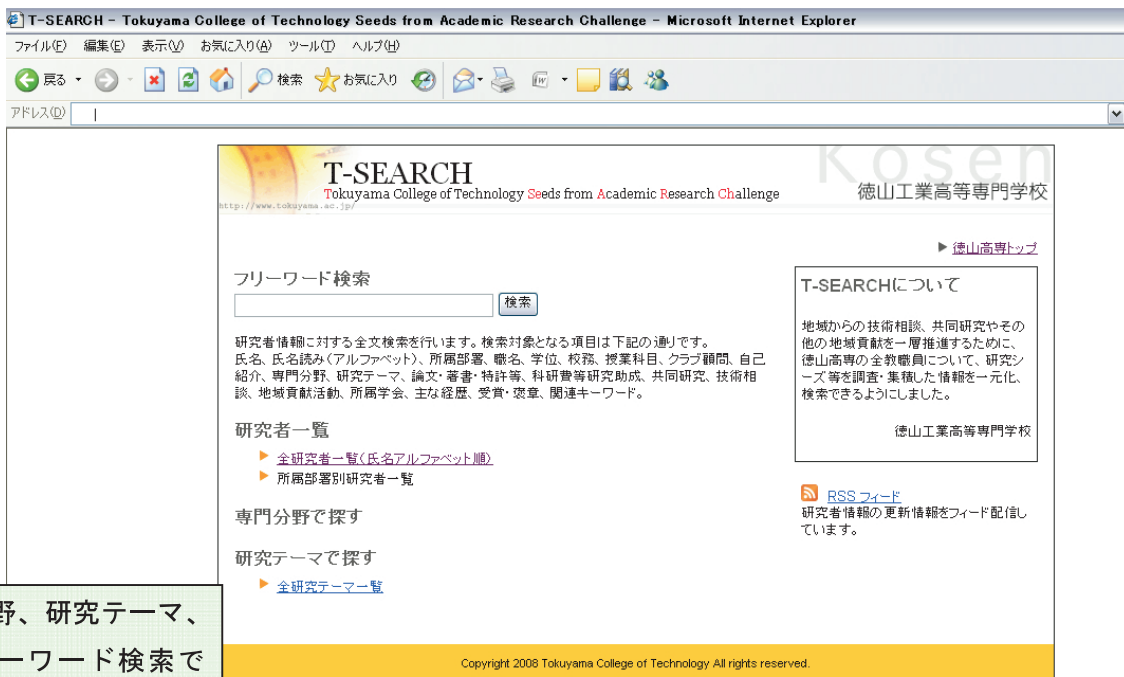 T-SEARCH - Tokuyama College of Technology Seeds from Academic Research Challenge - Microsoft Internet Explorer
ファイル(F) 編集(E) 表示(V) お気に入り(A) ツール(T) ヘルプ(H)
戻る 検索 お気に入り
アドレス(D)
Kosen
T-SEARCH
Tokuyama College of Technology Seeds from Academic Research Challenge
徳山工業高等専門学校
http://www.tokuyama.ac.jp/
徳山高専トップ
フリーワード検索
検索
研究者情報に対する全文検索を行います。検索対象となる項目は下記の通りです。
氏名、氏名読み(アルファベット)、所属部署、職名、学位、校務、授業科目、クラブ顧問、自己
紹介、専門分野、研究テーマ、論文・著書・特許等、科研費等研究助成、共同研究、技術相
談、地域貢献活動、所属学会、主な経歴、受賞・褒章、関連キーワード。
研究者一覧
全研究者一覧(氏名アルファベット順)
所属部署別研究者一覧
専門分野で探す
研究テーマで探す
全研究テーマ一覧
T-SEARCHについて
地域からの技術相談、共同研究やその
他の地域貢献を一層推進するために、
徳山高専の全教職員について、研究シ
ーズ等を調査・集積した情報を一元化、
検索できるようにしました。
徳山工業高等専門学校
RSS フィード
研究者情報の更新情報をフィード配信し
ています。
野、研究テーマ、
ーワード検索で
Copyright 2008 Tokuyama College of Technology All rights reserved.